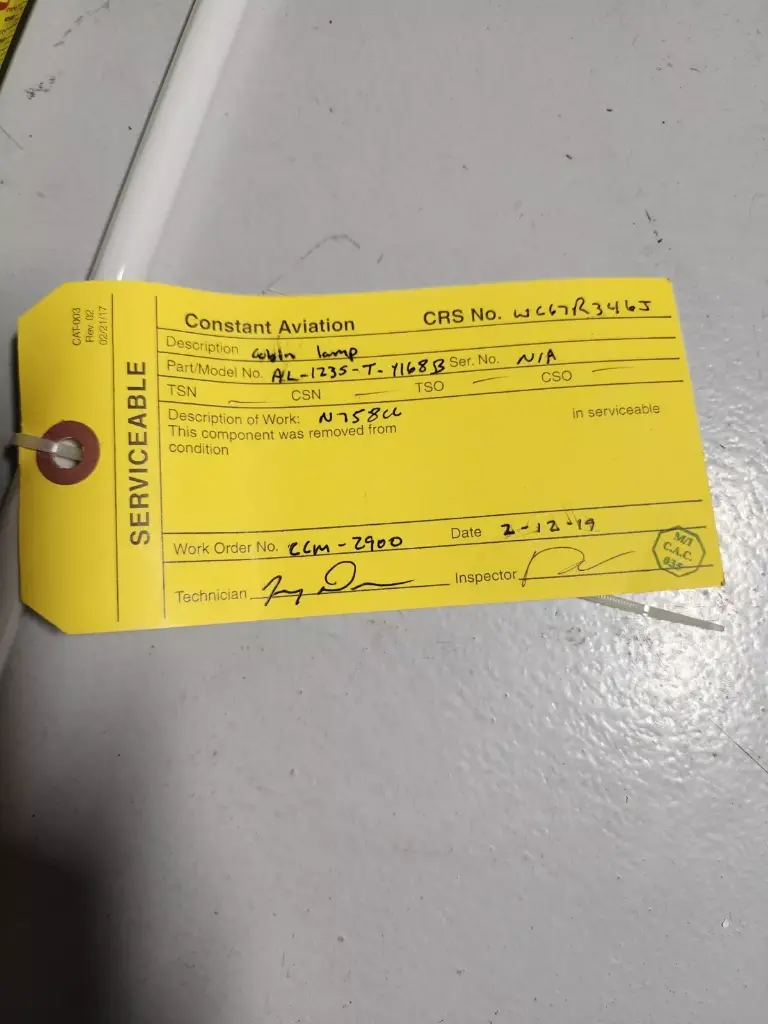 CAT-003
Rev. 02
02/21/17
SERVICEABLE
Constant Aviation CRS No. WC67R346J
Description cabin lamp
Part/Model No. AL-1235-T-Y168B Ser. No. N/A
TSN — CSN — TSO — CSO —
Description of Work: N758CC in serviceable
This component was removed from
condition
Work Order No. CCM-2900 Date 2-12-19
Technician Inspector
M/I
C.A.C.
035